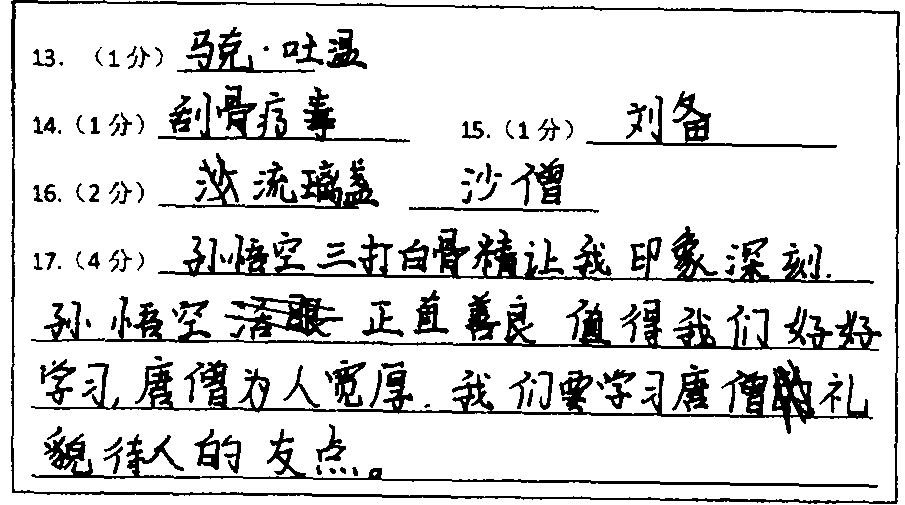 13. （1分）马克·吐温
14.（1分）刮骨疗毒 15.（1分）刘备
16.（2分）流璃盏 沙僧
17.（4分）孙悟空三打白骨精让我印象深刻.
孙悟空 正直善良 值得我们好好
学习,唐僧为人宽厚.我们要学习唐僧的礼
貌待人的友点。